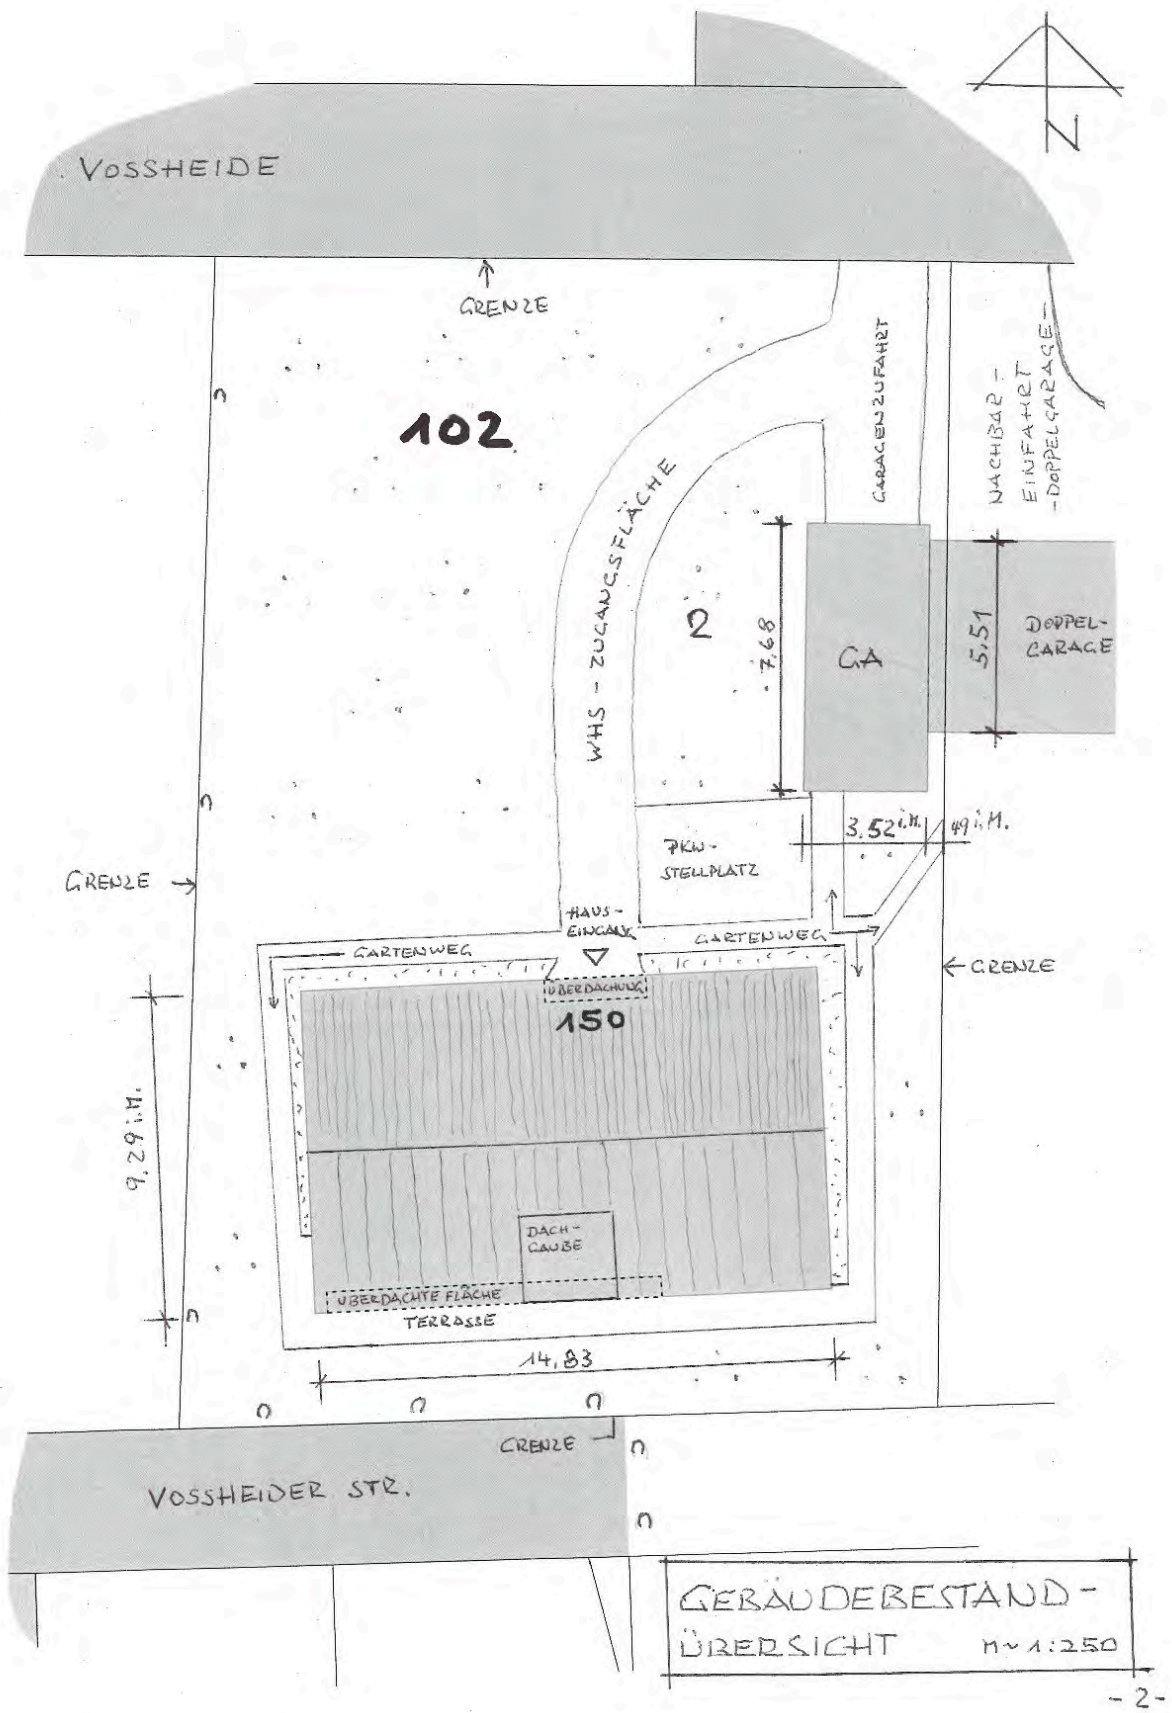 N
VOSSHEIDE
GRENZE
102
GARAGENZUFAHRT
NACHBAR-
EINFAHRT
-DOPPELGARAGE-
WHS - ZUGANGSFLÄCHE
2
7.68
GA
5.51
DOPPEL-
GARAGE
3.52 i.M.
49 i.M.
PKW-
STELLPLATZ
GRENZE
HAUS-
EINGANG
GARTENWEG
GARTENWEG
GRENZE
ÜBERDACHUNG
150
9.29 i.M.
DACH-
GAUBE
ÜBERDACHTE FLÄCHE
TERRASSE
14,83
GRENZE
VOSSHEIDER STR.
GEBÄUDEBESTAND-
ÜBERSICHT M~1:250
-2-